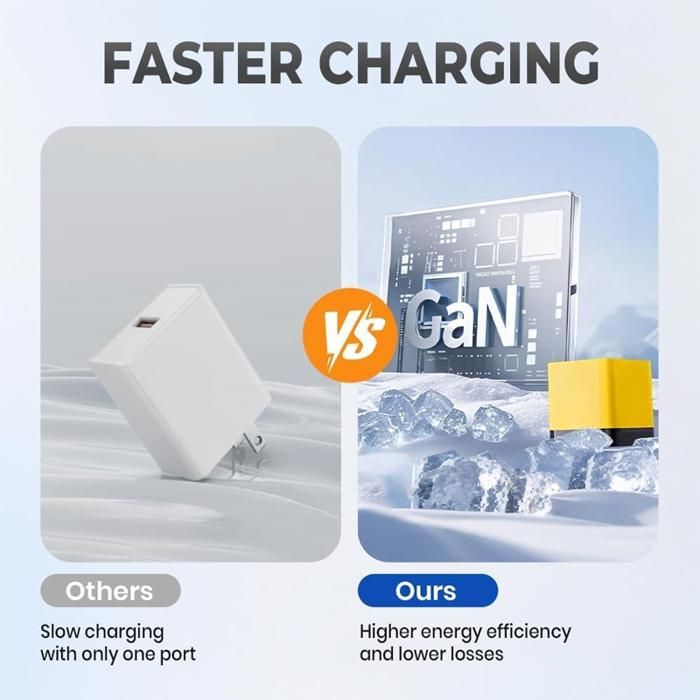 FASTER CHARGING
VS
GaN
Others
Ours
Slow charging
with only one port
Higher energy efficiency
and lower losses